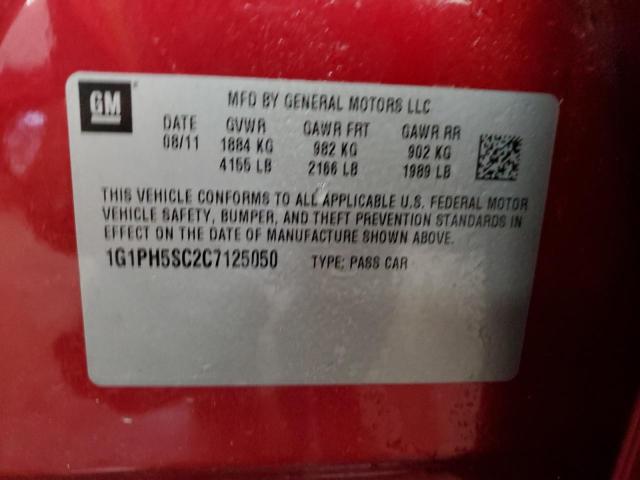 GM
MFD BY GENERAL MOTORS LLC
DATE GVWR GAWR FRT GAWR RR
08/11 1884 KG 982 KG 902 KG
4155 LB 2166 LB 1989 LB
THIS VEHICLE CONFORMS TO ALL APPLICABLE U.S. FEDERAL MOTOR
VEHICLE SAFETY, BUMPER, AND THEFT PREVENTION STANDARDS IN
EFFECT ON THE DATE OF MANUFACTURE SHOWN ABOVE.
1G1PH5SC2C7125050 TYPE: PASS CAR